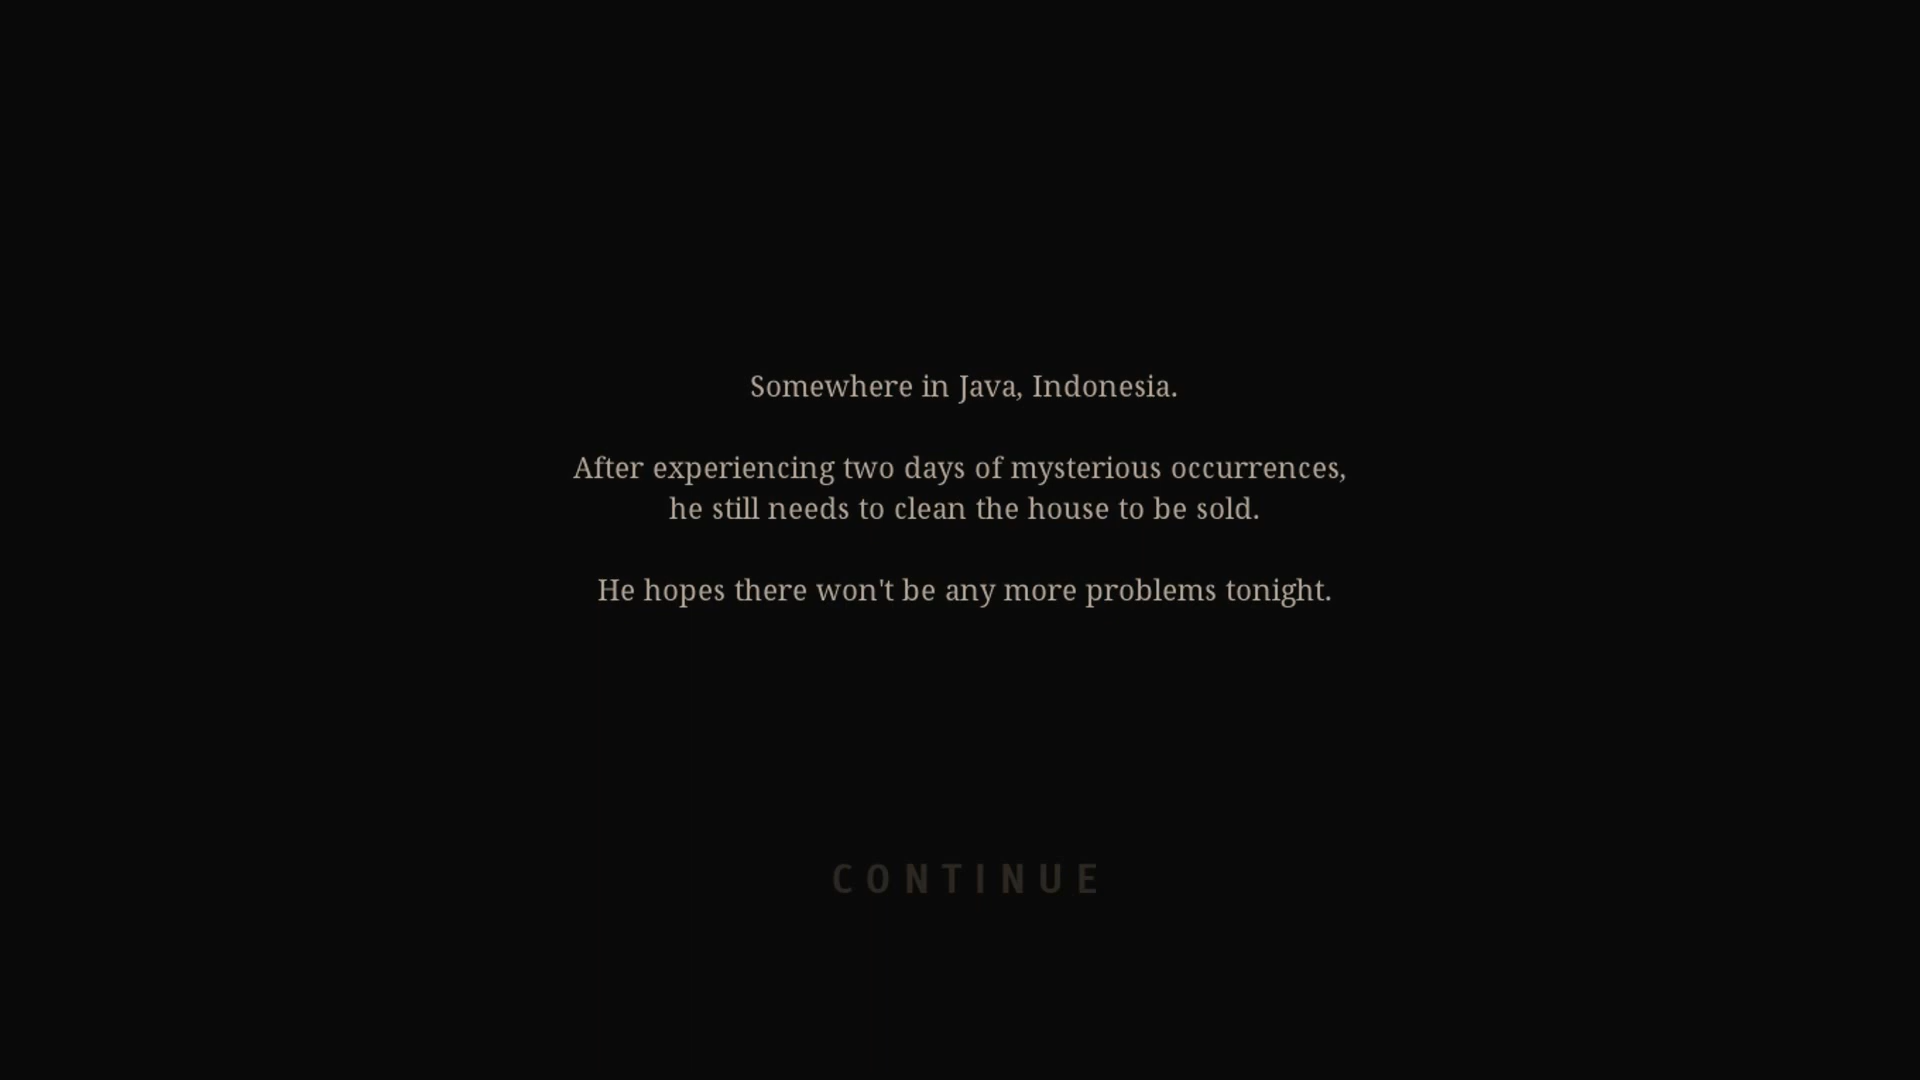 Somewhere in Java, Indonesia.
After experiencing two days of mysterious occurrences,
he still needs to clean the house to be sold.
He hopes there won't be any more problems tonight.
CONTINUE